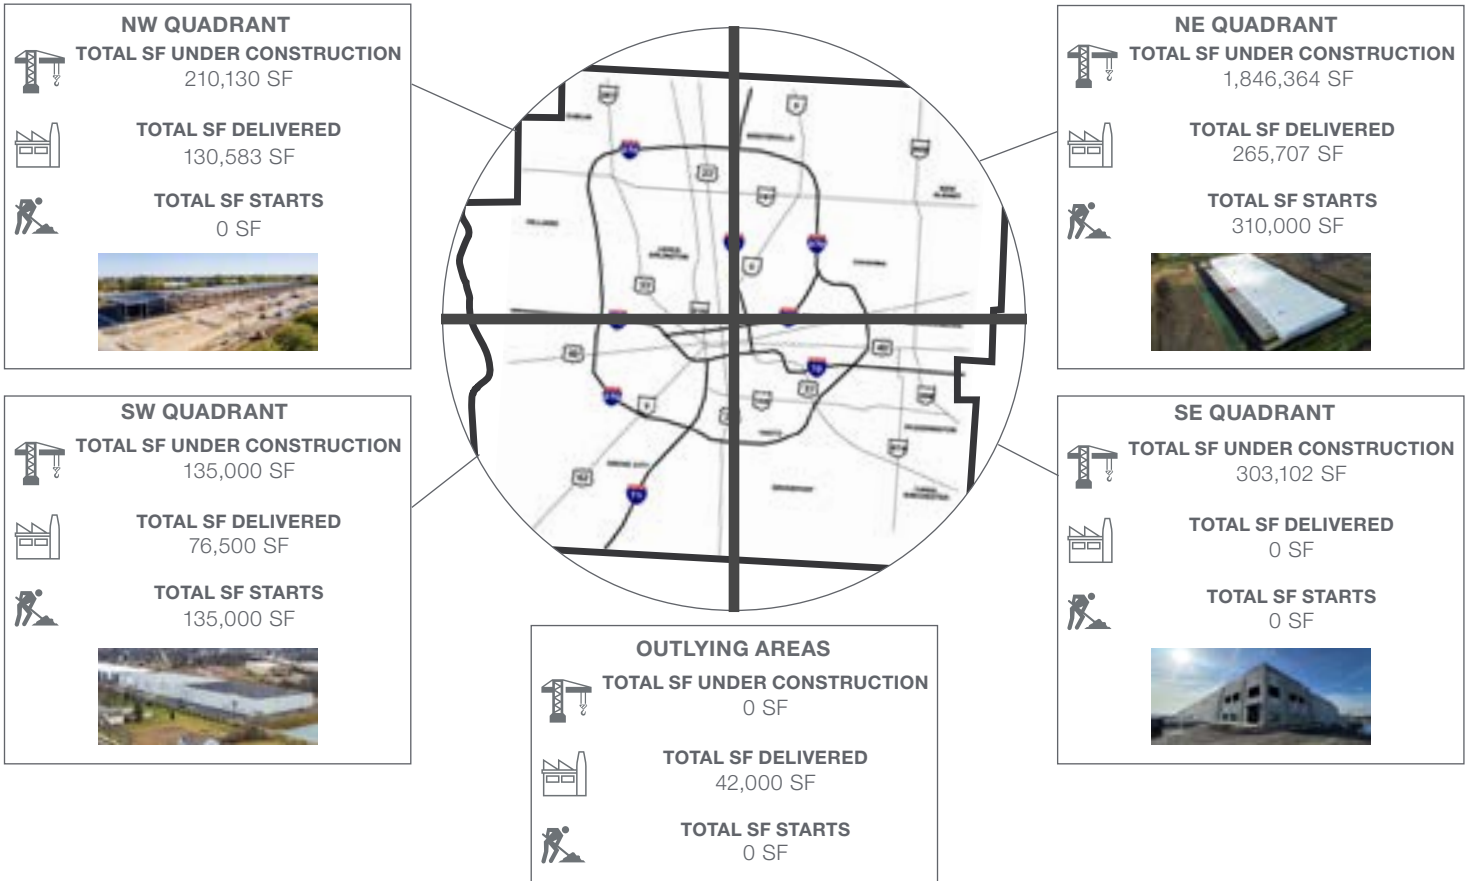 NW QUADRANT
TOTAL SF UNDER CONSTRUCTION
210,130 SF
TOTAL SF DELIVERED
130,583 SF
TOTAL SF STARTS
0 SF
NE QUADRANT
TOTAL SF UNDER CONSTRUCTION
1,846,364 SF
TOTAL SF DELIVERED
265,707 SF
TOTAL SF STARTS
310,000 SF
SW QUADRANT
TOTAL SF UNDER CONSTRUCTION
135,000 SF
TOTAL SF DELIVERED
76,500 SF
TOTAL SF STARTS
135,000 SF
SE QUADRANT
TOTAL SF UNDER CONSTRUCTION
303,102 SF
TOTAL SF DELIVERED
0 SF
TOTAL SF STARTS
0 SF
OUTLYING AREAS
TOTAL SF UNDER CONSTRUCTION
0 SF
TOTAL SF DELIVERED
42,000 SF
TOTAL SF STARTS
0 SF